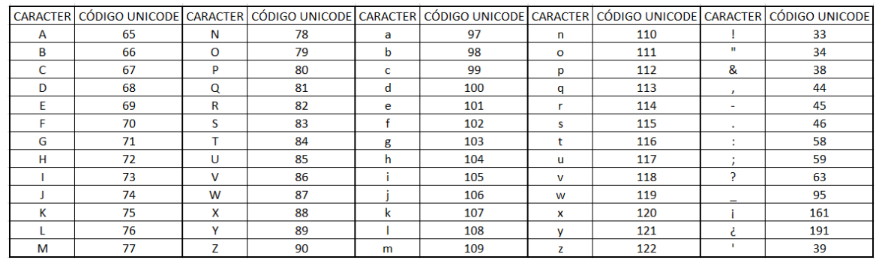 CARACTER CÓDIGO UNICODE CARACTER CÓDIGO UNICODE CARACTER CÓDIGO UNICODE CARACTER CÓDIGO UNICODE CARACTER CÓDIGO UNICODE
A 65 N 78 a 97 n 110 ! 33
B 66 O 79 b 98 o 111 " 34
C 67 P 80 c 99 p 112 & 38
D 68 Q 81 d 100 q 113 , 44
E 69 R 82 e 101 r 114 - 45
F 70 S 83 f 102 s 115 . 46
G 71 T 84 g 103 t 116 : 58
H 72 U 85 h 104 u 117 ; 59
I 73 V 86 i 105 v 118 ? 63
J 74 W 87 j 106 w 119 _ 95
K 75 X 88 k 107 x 120 ¡ 161
L 76 Y 89 l 108 y 121 ¿ 191
M 77 Z 90 m 109 z 122 ' 39